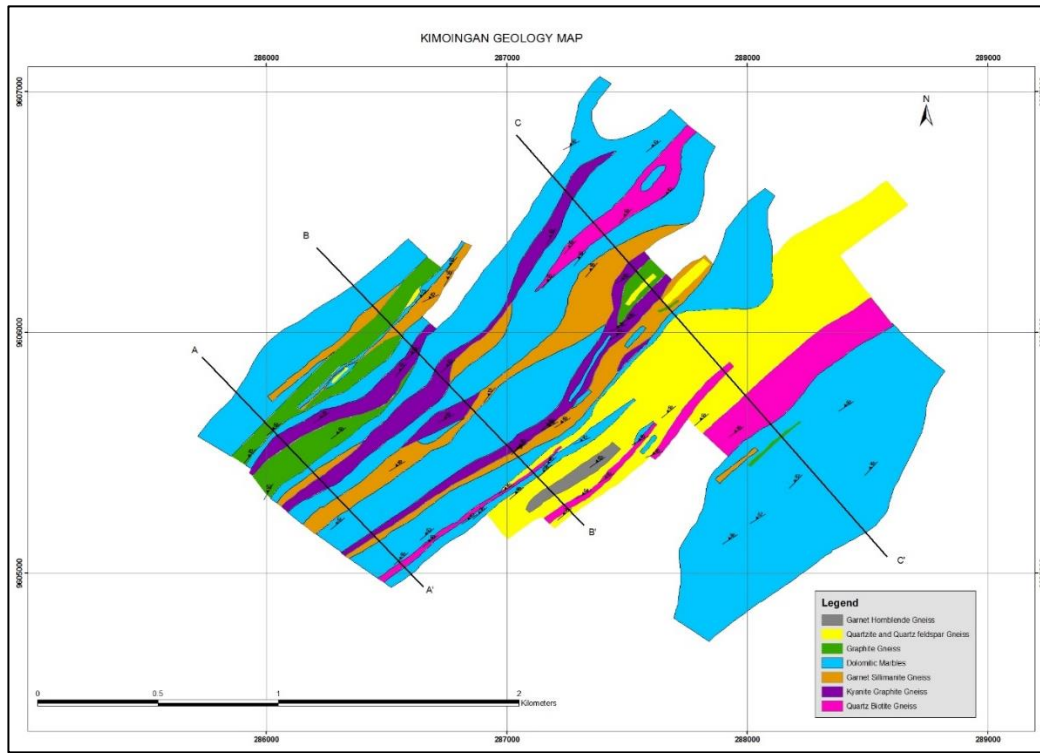 KIMOINGAN GEOLOGY MAP
286000 287000 288000 289000
9607000
N
C
B
A
9606000
9605000
B'
A'
C'
Legend
Garnet Hornblende Gneiss
Quartzite and Quartz feldspar Gneiss
Graphite Gneiss
Dolomitic Marbles
Garnet Sillimanite Gneiss
Kyanite Graphite Gneiss
Quartz Biotite Gneiss
0 0.5 1 2
Kilometers
286000 287000 288000 289000